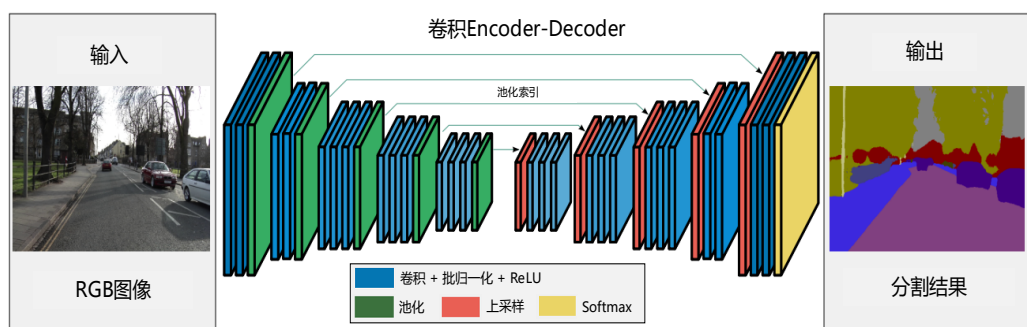 输入
RGB图像
卷积Encoder-Decoder
池化索引
卷积 + 批归一化 + ReLU
池化
上采样
Softmax
输出
分割结果